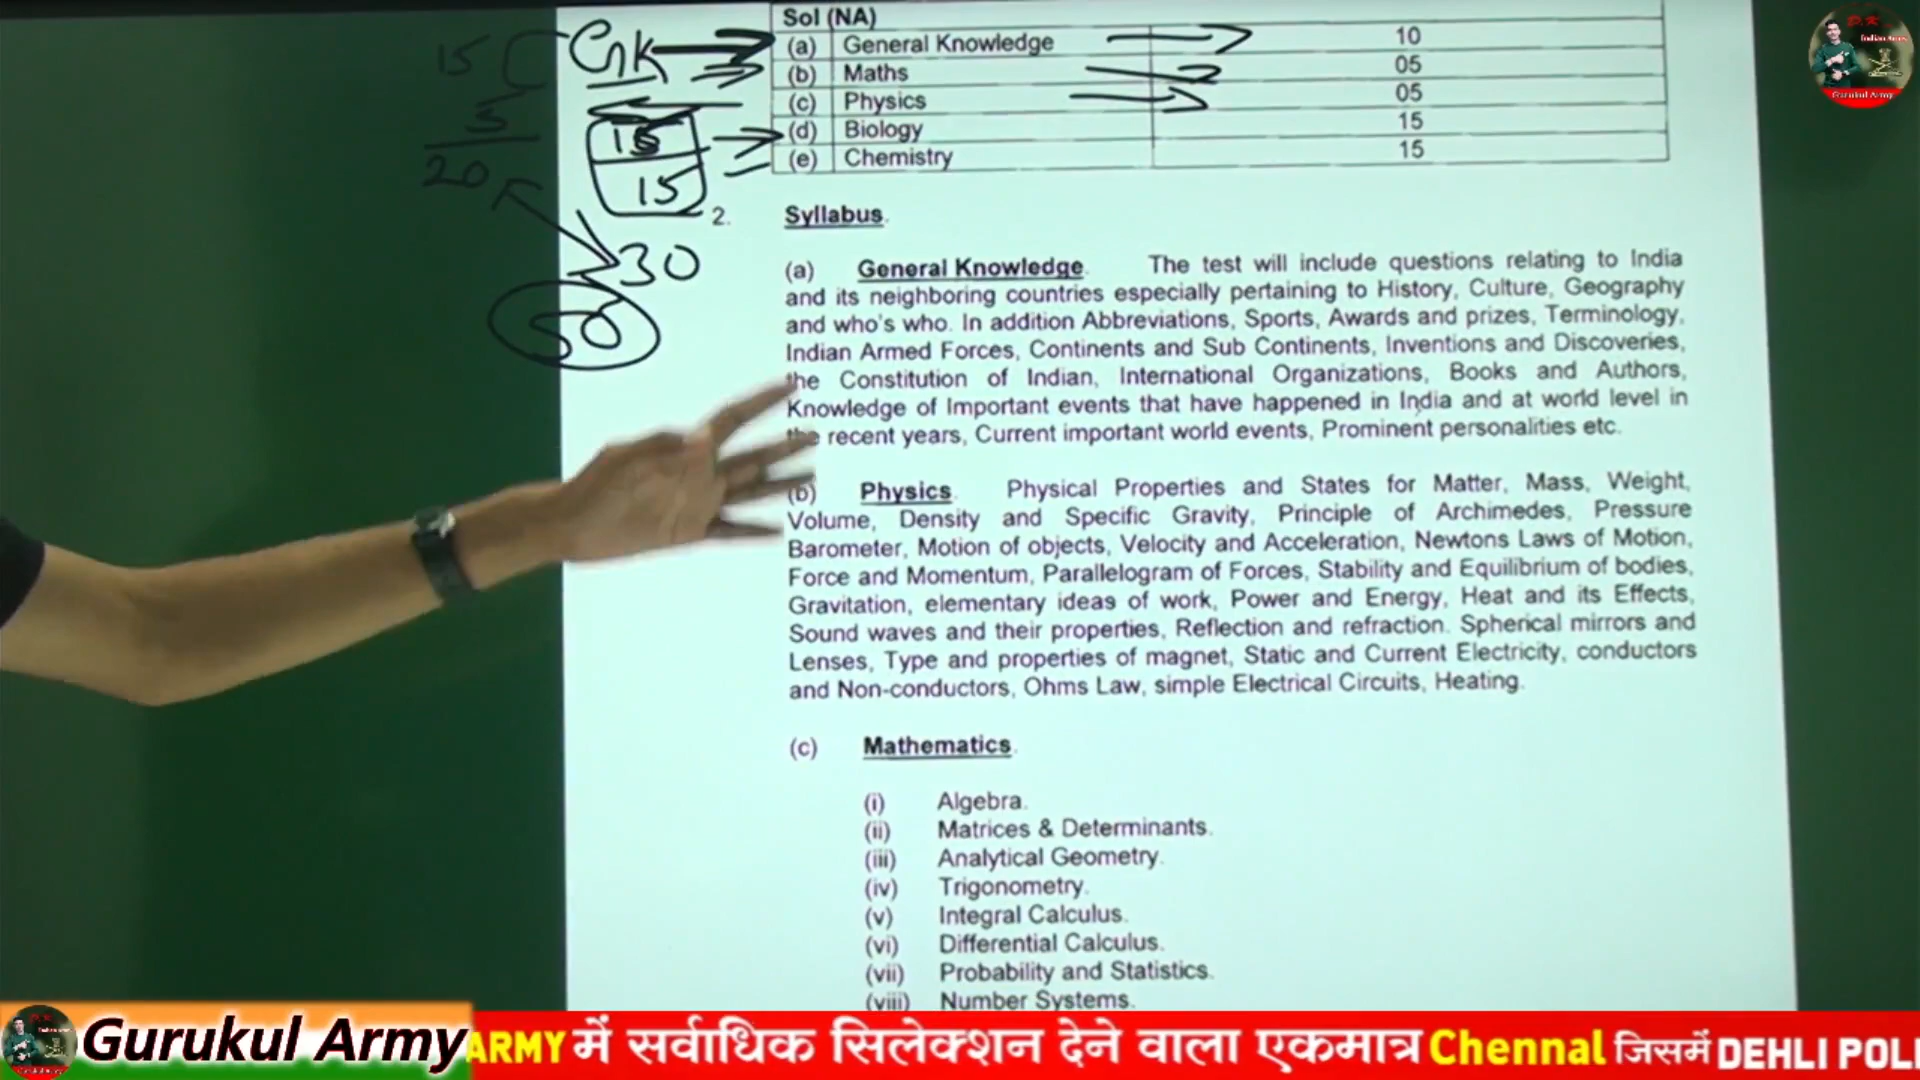 Sol (NA)
(a) General Knowledge 10
(b) Maths 05
(c) Physics 05
(d) Biology 15
(e) Chemistry 15
15
5
20
GK
15
15
30
50
2. Syllabus.
(a) General Knowledge. The test will include questions relating to India
and its neighboring countries especially pertaining to History, Culture, Geography
and who's who. In addition Abbreviations, Sports, Awards and prizes, Terminology,
Indian Armed Forces, Continents and Sub Continents, Inventions and Discoveries,
the Constitution of Indian, International Organizations, Books and Authors,
Knowledge of Important events that have happened in India and at world level in
the recent years, Current important world events, Prominent personalities etc.
(b) Physics. Physical Properties and States for Matter, Mass, Weight,
Volume, Density and Specific Gravity, Principle of Archimedes, Pressure
Barometer, Motion of objects, Velocity and Acceleration, Newtons Laws of Motion,
Force and Momentum, Parallelogram of Forces, Stability and Equilibrium of bodies,
Gravitation, elementary ideas of work, Power and Energy, Heat and its Effects,
Sound waves and their properties, Reflection and refraction. Spherical mirrors and
Lenses, Type and properties of magnet, Static and Current Electricity, conductors
and Non-conductors, Ohms Law, simple Electrical Circuits, Heating.
(c) Mathematics.
(i) Algebra.
(ii) Matrices & Determinants.
(iii) Analytical Geometry.
(iv) Trigonometry.
(v) Integral Calculus.
(vi) Differential Calculus.
(vii) Probability and Statistics.
(viii) Number Systems.
Indian Army
Gurukul Army
Gurukul Army
ARMY में सर्वाधिक सिलेक्शन देने वाला एकमात्र Chennal जिसमें DEHLI POLI